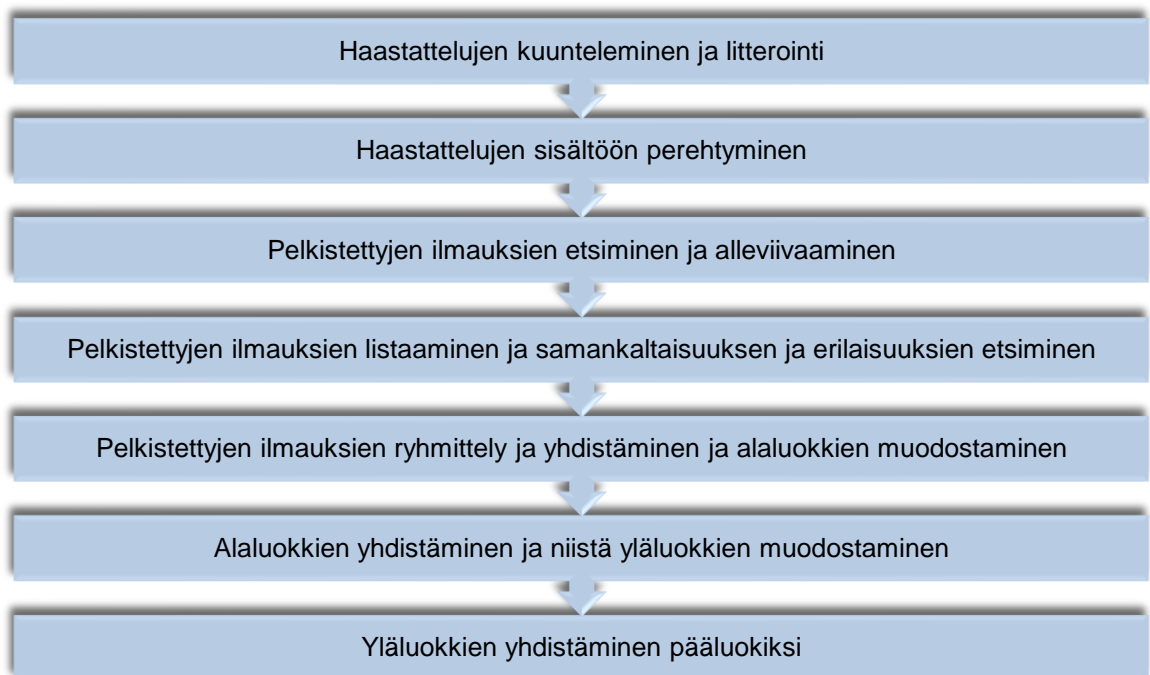 Haastattelujen kuunteleminen ja litterointi
Haastattelujen sisältöön perehtyminen
Pelkistettyjen ilmauksien etsiminen ja alleviivaaminen
Pelkistettyjen ilmauksien listaaminen ja samankaltaisuuksen ja erilaisuuksien etsiminen
Pelkistettyjen ilmauksien ryhmittely ja yhdistäminen ja alaluokkien muodostaminen
Alaluokkien yhdistäminen ja niistä yläluokkien muodostaminen
Yläluokkien yhdistäminen pääluokiksi